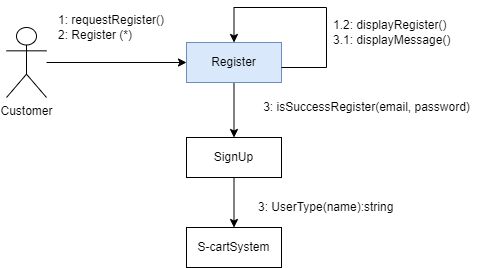 1: requestRegister()
2: Register (*)
1.2: displayRegister()
3.1: displayMessage()
Register
Customer
3: isSuccessRegister(email, password)
SignUp
3: UserType(name):string
S-cartSystem